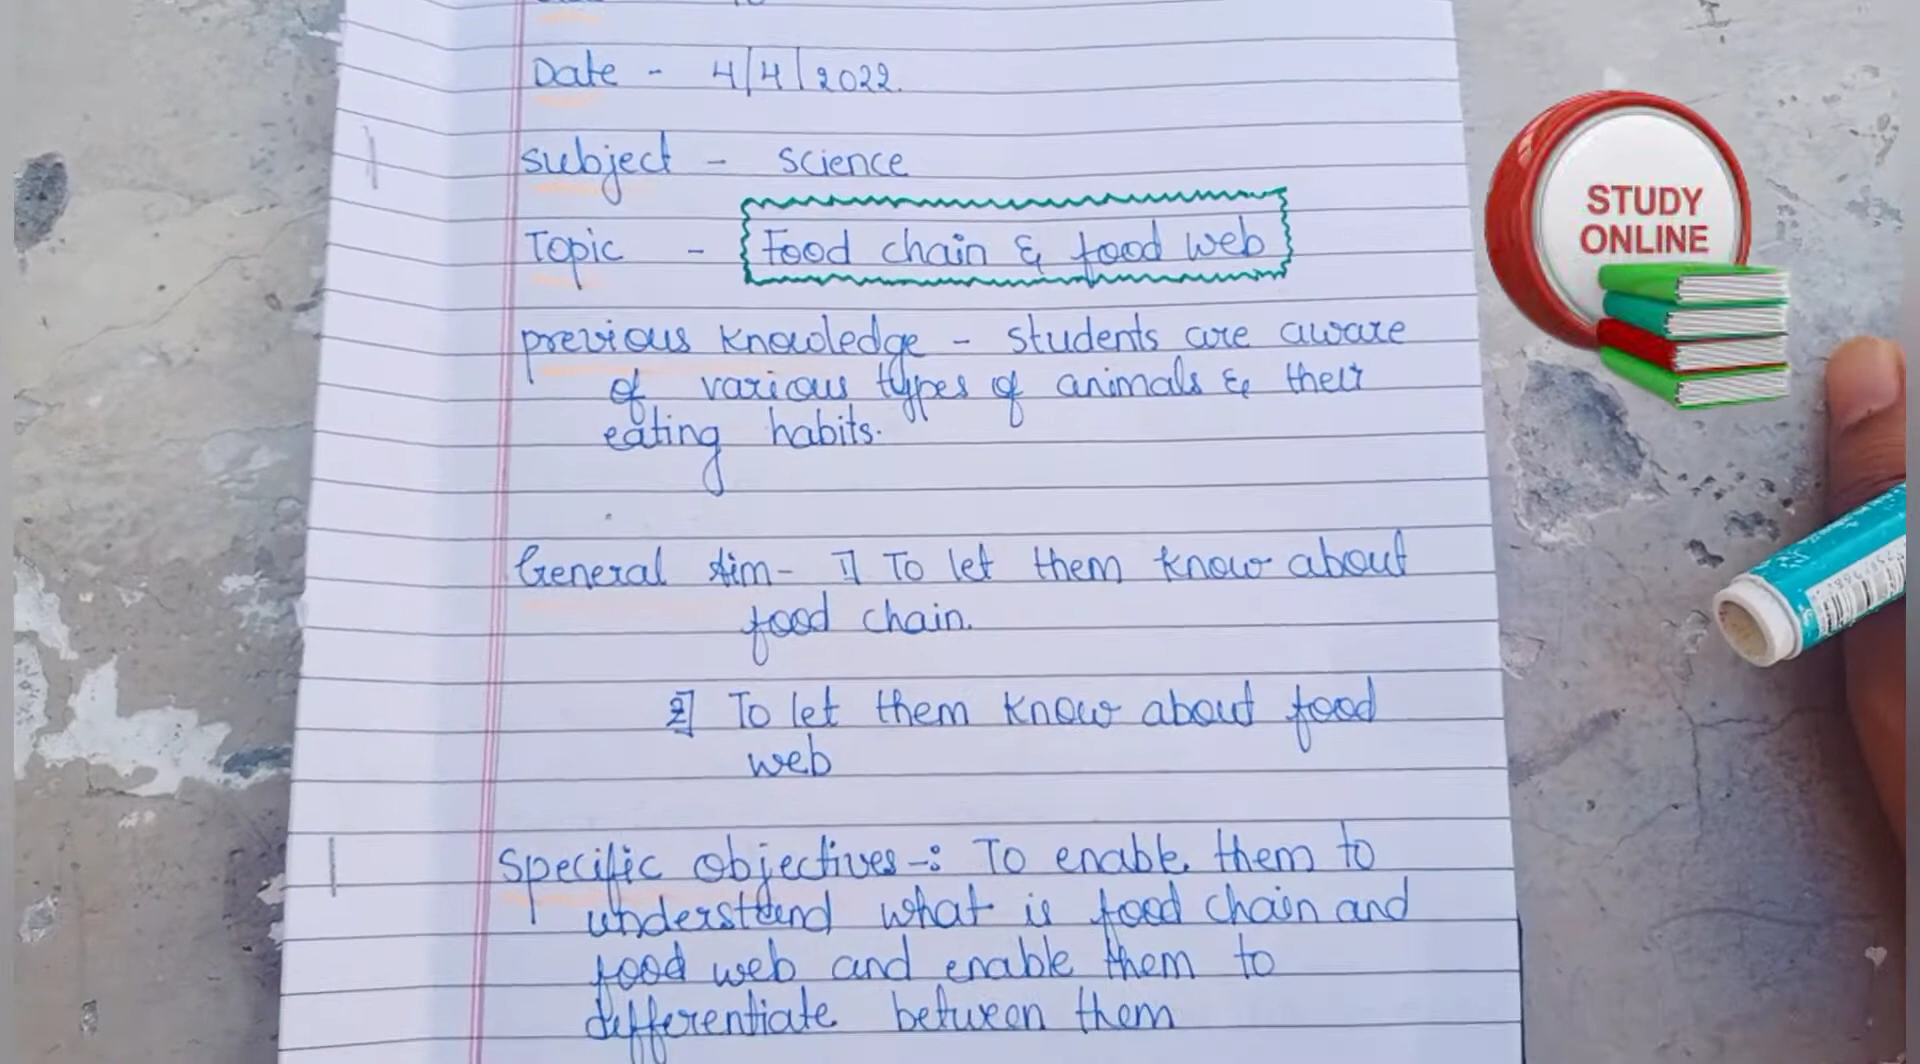 Date - 4/4/2022.
Subject - Science
Topic - Food chain & food web
previous knowledge - students are aware
of various types of animals & their
eating habits.
General Aim - 1] To let them know about
food chain.
2] To let them know about food
web
Specific objectives -: To enable them to
understand what is food chain and
food web and enable them to
differentiate between them
STUDY
ONLINE